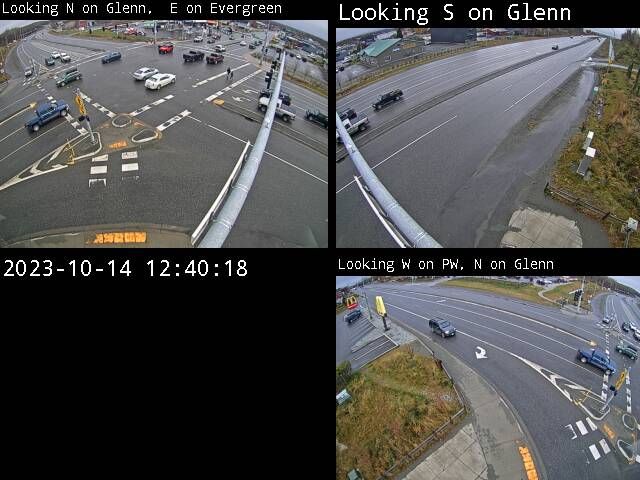 Looking N on Glenn,  E on Evergreen
Looking S on Glenn
2023-10-14 12:40:18
Looking W on PW, N on Glenn